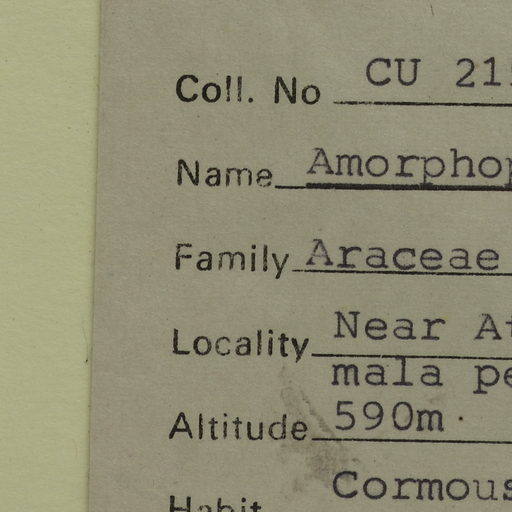 Coll. No CU 21
Name Amorphop
Family Araceae
Locality Near At
mala pe
Altitude 590m.
Cormous
Habit